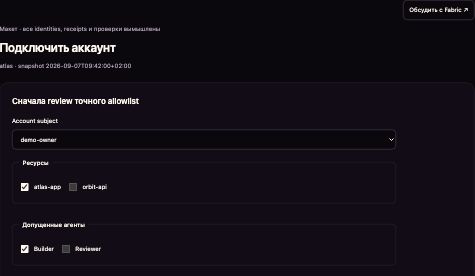 Обсудить с Fabric ↗
Макет · все identities, receipts и проверки вымышлены
Подключить аккаунт
atlas · snapshot 2026-09-07T09:42:00+02:00
Сначала review точного allowlist
Account subject
demo-owner
Ресурсы
atlas-app orbit-api
Допущенные агенты
Builder Reviewer